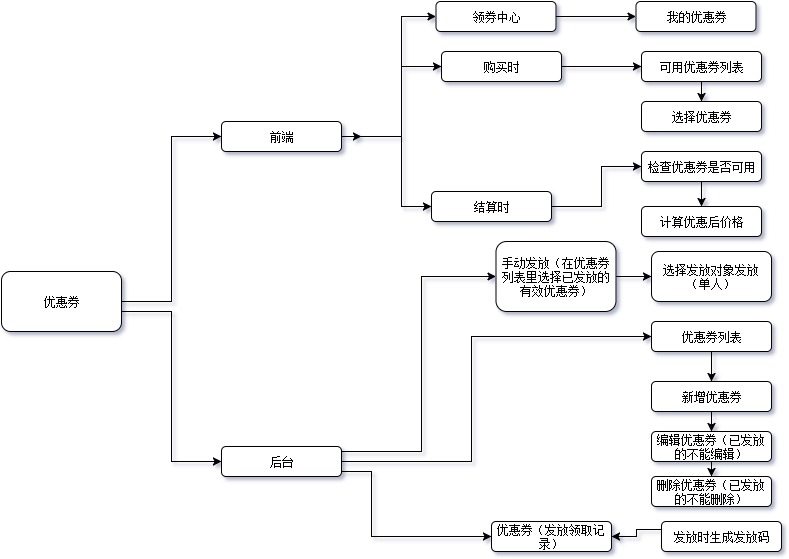 领券中心
我的优惠券
购买时
可用优惠券列表
选择优惠券
前端
检查优惠券是否可用
结算时
计算优惠后价格
手动发放（在优惠券
列表里选择已发放的
有效优惠券）
选择发放对象发放
（单人）
优惠券
优惠券列表
新增优惠券
编辑优惠券（已发放
的不能编辑）
后台
删除优惠券（已发放
的不能删除）
优惠券（发放领取记
录）
发放时生成发放码